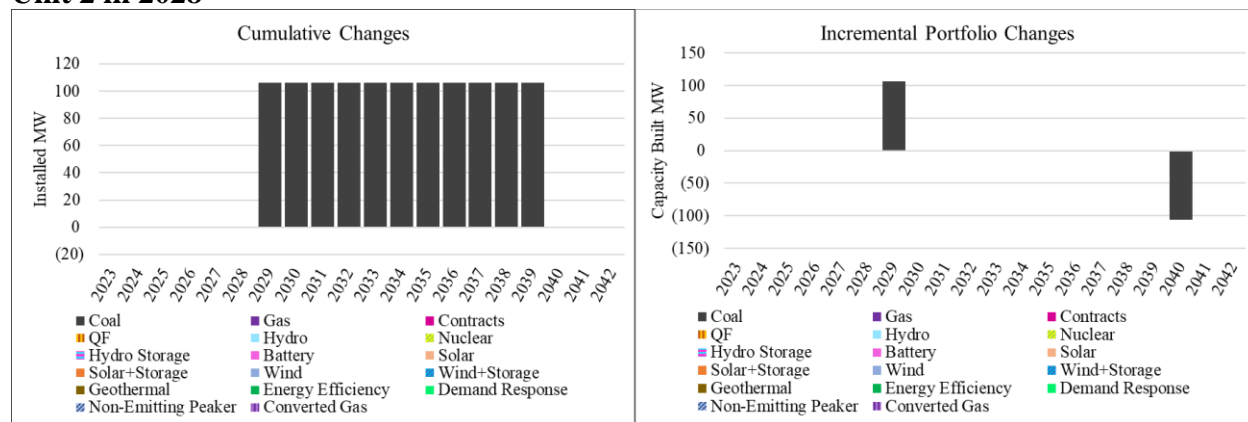 Unit 2 in 2028
Cumulative Changes
Installed MW
120
100
80
60
40
20
0
(20)
2023 2024 2025 2026 2027 2028 2029 2030 2031 2032 2033 2034 2035 2036 2037 2038 2039 2040 2041 2042
Coal Gas Contracts
QF Hydro Nuclear
Hydro Storage Battery Solar
Solar+Storage Wind Wind+Storage
Geothermal Energy Efficiency Demand Response
Non-Emitting Peaker Converted Gas
Incremental Portfolio Changes
Capacity Built MW
150
100
50
0
(50)
(100)
(150)
2023 2024 2025 2026 2027 2028 2029 2030 2031 2032 2033 2034 2035 2036 2037 2038 2039 2040 2041 2042
Coal Gas Contracts
QF Hydro Nuclear
Hydro Storage Battery Solar
Solar+Storage Wind Wind+Storage
Geothermal Energy Efficiency Demand Response
Non-Emitting Peaker Converted Gas